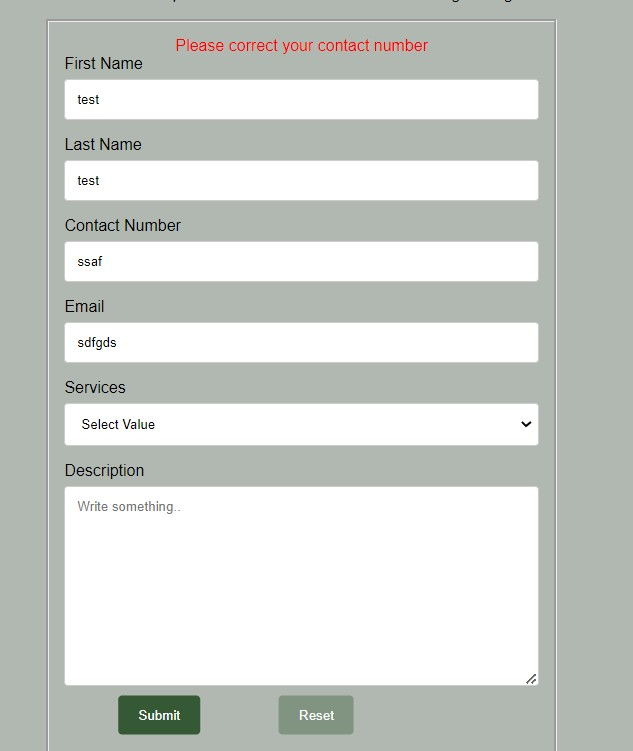 Please correct your contact number
First Name
test
Last Name
test
Contact Number
ssaf
Email
sdfgds
Services
Select Value
Description
Write something..
Submit
Reset